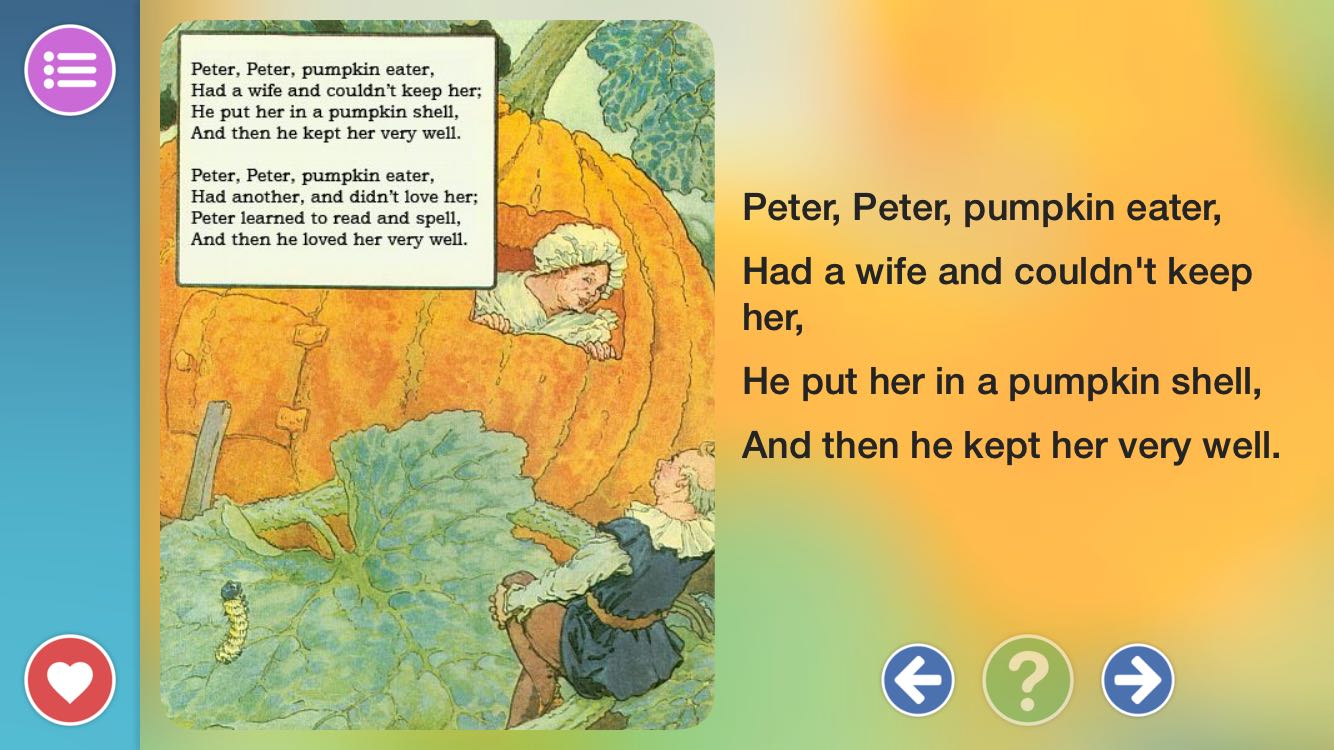 Peter, Peter, pumpkin eater,
Had a wife and couldn't keep her;
He put her in a pumpkin shell,
And then he kept her very well.
Peter, Peter, pumpkin eater,
Had another, and didn't love her;
Peter learned to read and spell,
And then he loved her very well.
Peter, Peter, pumpkin eater,
Had a wife and couldn't keep
her,
He put her in a pumpkin shell,
And then he kept her very well.
?